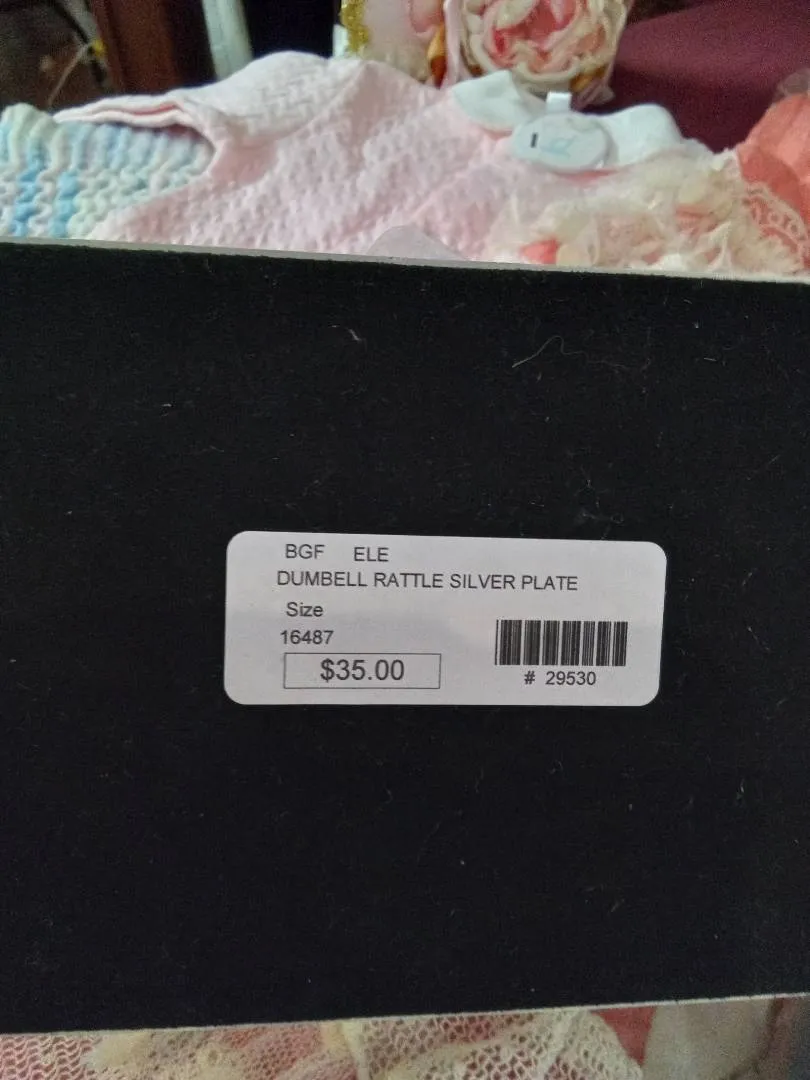 BGF ELE
DUMBELL RATTLE SILVER PLATE
Size
16487
$35.00
# 29530